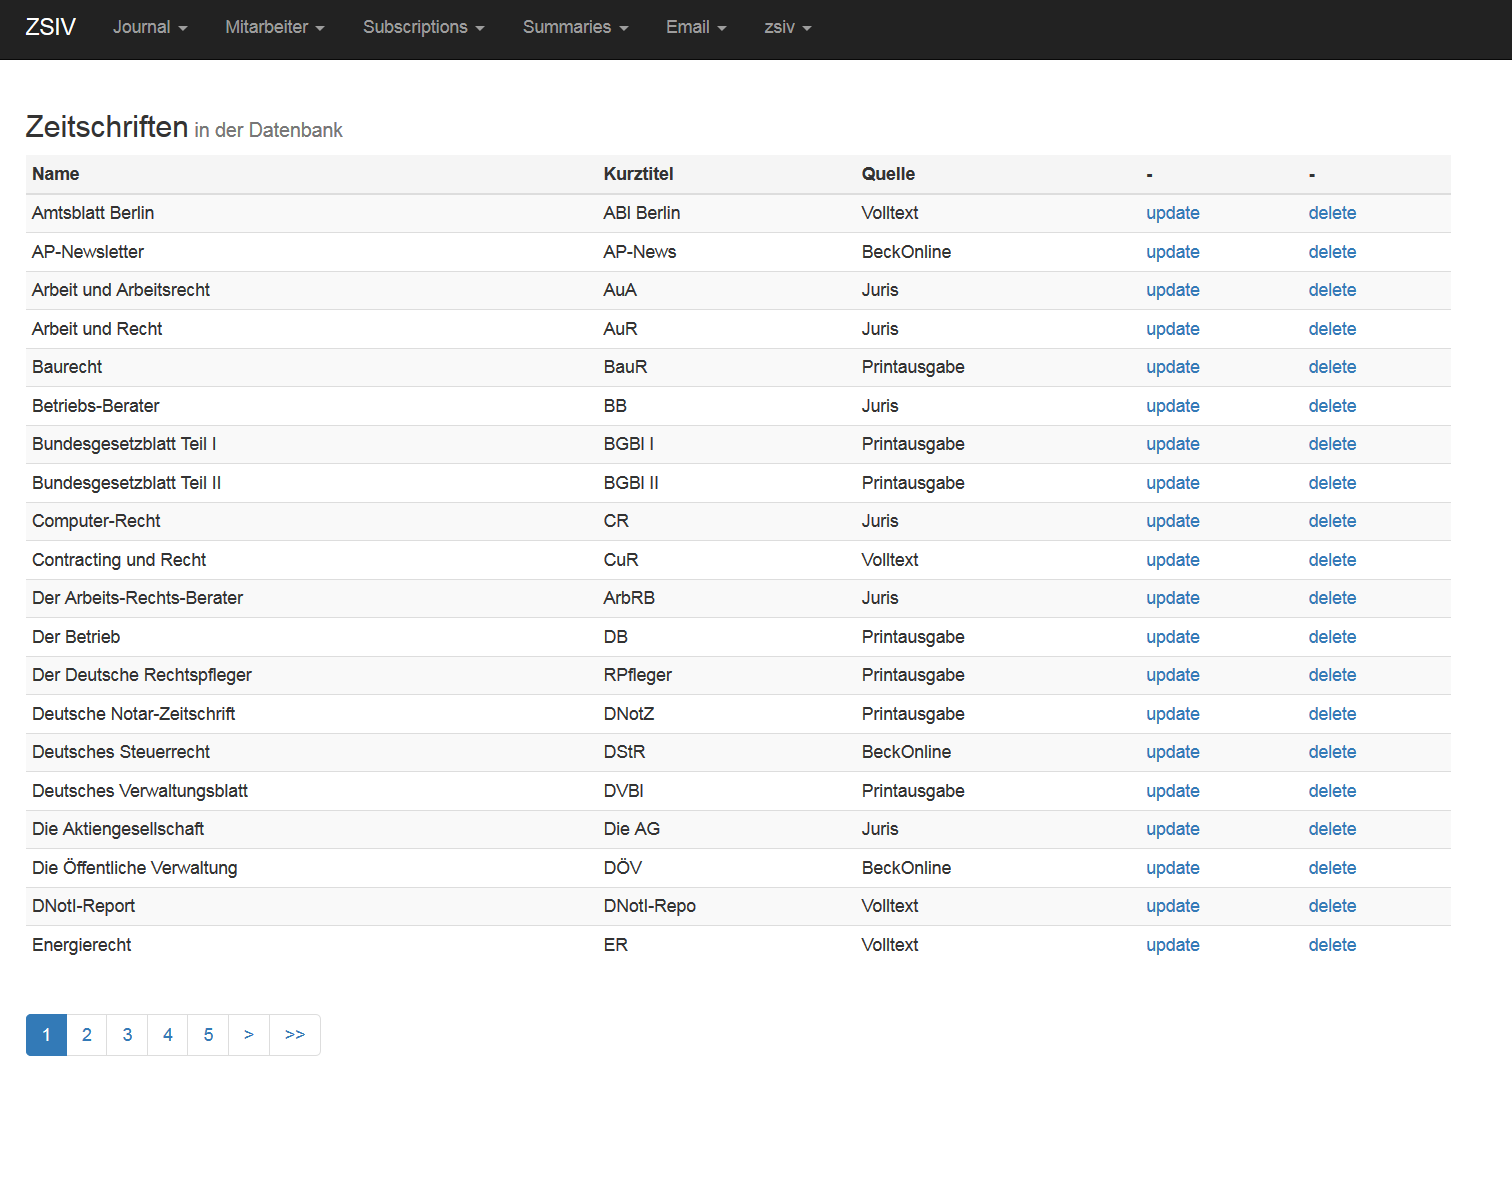 ZSIV Journal Mitarbeiter Subscriptions Summaries Email zsiv
Zeitschriften in der Datenbank
Name Kurztitel Quelle - -
Amtsblatt Berlin ABl Berlin Volltext update delete
AP-Newsletter AP-News BeckOnline update delete
Arbeit und Arbeitsrecht AuA Juris update delete
Arbeit und Recht AuR Juris update delete
Baurecht BauR Printausgabe update delete
Betriebs-Berater BB Juris update delete
Bundesgesetzblatt Teil I BGBl I Printausgabe update delete
Bundesgesetzblatt Teil II BGBl II Printausgabe update delete
Computer-Recht CR Juris update delete
Contracting und Recht CuR Volltext update delete
Der Arbeits-Rechts-Berater ArbRB Juris update delete
Der Betrieb DB Printausgabe update delete
Der Deutsche Rechtspfleger RPfleger Printausgabe update delete
Deutsche Notar-Zeitschrift DNotZ Printausgabe update delete
Deutsches Steuerrecht DStR BeckOnline update delete
Deutsches Verwaltungsblatt DVBl Printausgabe update delete
Die Aktiengesellschaft Die AG Juris update delete
Die Öffentliche Verwaltung DÖV BeckOnline update delete
DNotI-Report DNotI-Repo Volltext update delete
Energierecht ER Volltext update delete
1 2 3 4 5 > >>